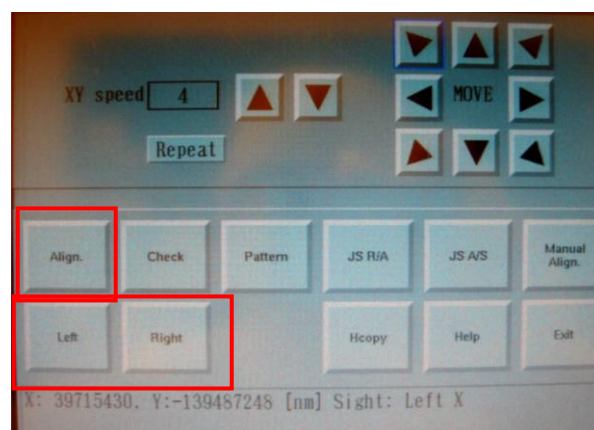 XY speed 4
MOVE
Repeat
Align. Check Pattern JS R/A JS A/S Manual Align.
Left Right Hcopy Help Exit
X: 39715430, Y:-139487248 [nm] Sight: Left X